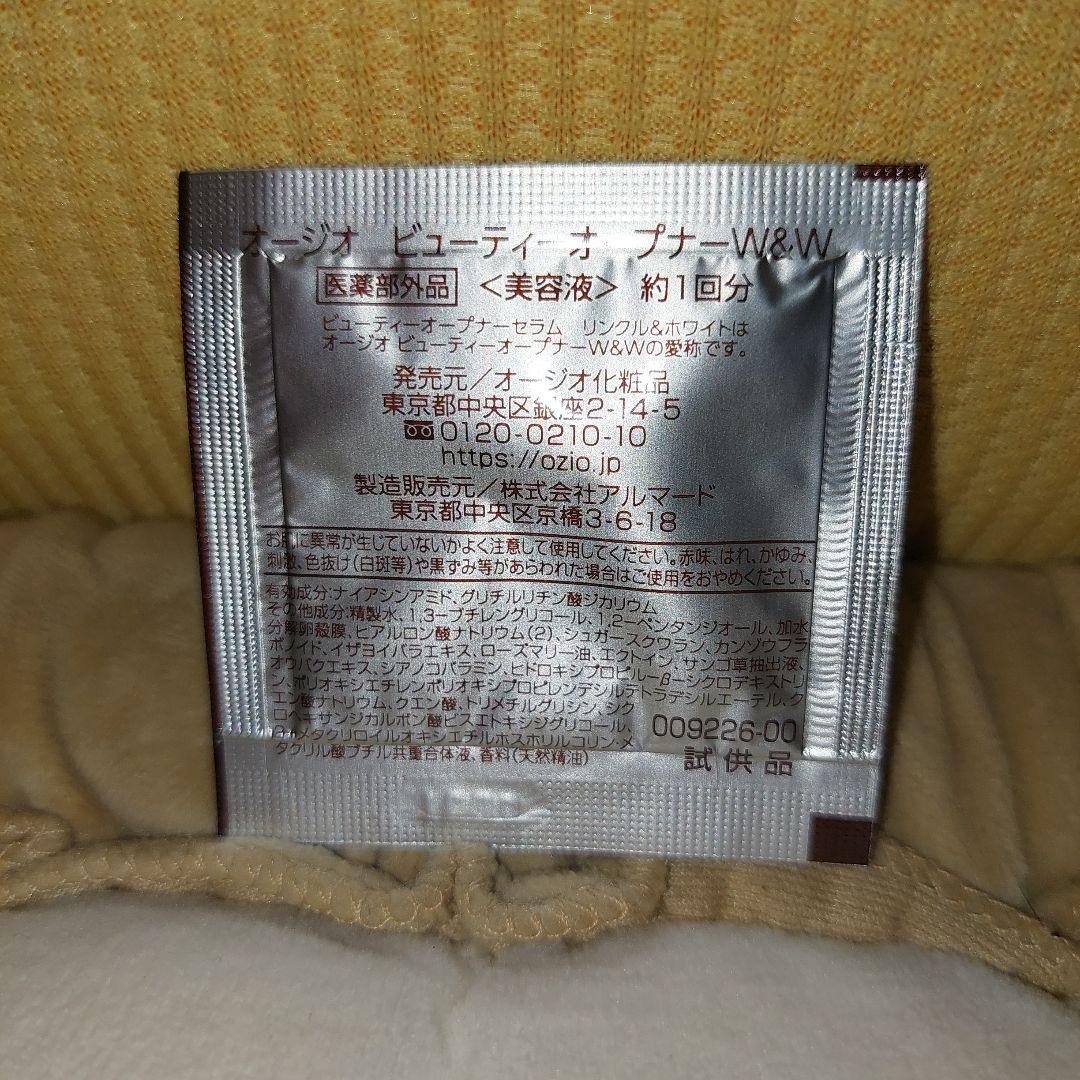 オージオ ビューティーオープナーW&W
医薬部外品 <美容液> 約1回分
ビューティーオープナーセラム リンクル&ホワイトは
オージオ ビューティーオープナーW&Wの愛称です。
発売元/オージオ化粧品
東京都中央区銀座2-14-5
0120-0210-10
https://ozio.jp
製造販売元/株式会社アルマード
東京都中央区京橋3-6-18
お肌に異常が生じていないかよく注意して使用してください。赤味、はれ、かゆみ、
刺激、色抜け(白斑等)や黒ずみ等があらわれた場合はご使用をおやめください。
有効成分:ナイアシンアミド、グリチルリチン酸ジカリウム
その他成分:精製水、1,3-ブチレングリコール、1,2-ペンタンジオール、加水
分解卵殻膜、ヒアルロン酸ナトリウム(2)、シュガースクワラン、カンゾウフラ
ボノイド、イザヨイバラエキス、ローズマリー油、エクトイン、サンゴ草抽出液、
オウバクエキス、シアノコバラミン、ヒドロキシプロピル-β-シクロデキストリ
ン、ポリオキシエチレンポリオキシプロピレンデシルテトラデシルエーテル、ク
エン酸ナトリウム、クエン酸、トリメチルグリシン、シク
ロヘキサンジカルボン酸ビスエトキシジグリコール、
2-メタクリロイルオキシエチルホスホリルコリン・メ
タクリル酸ブチル共重合体液、香料(天然精油)
009226-00
試供品